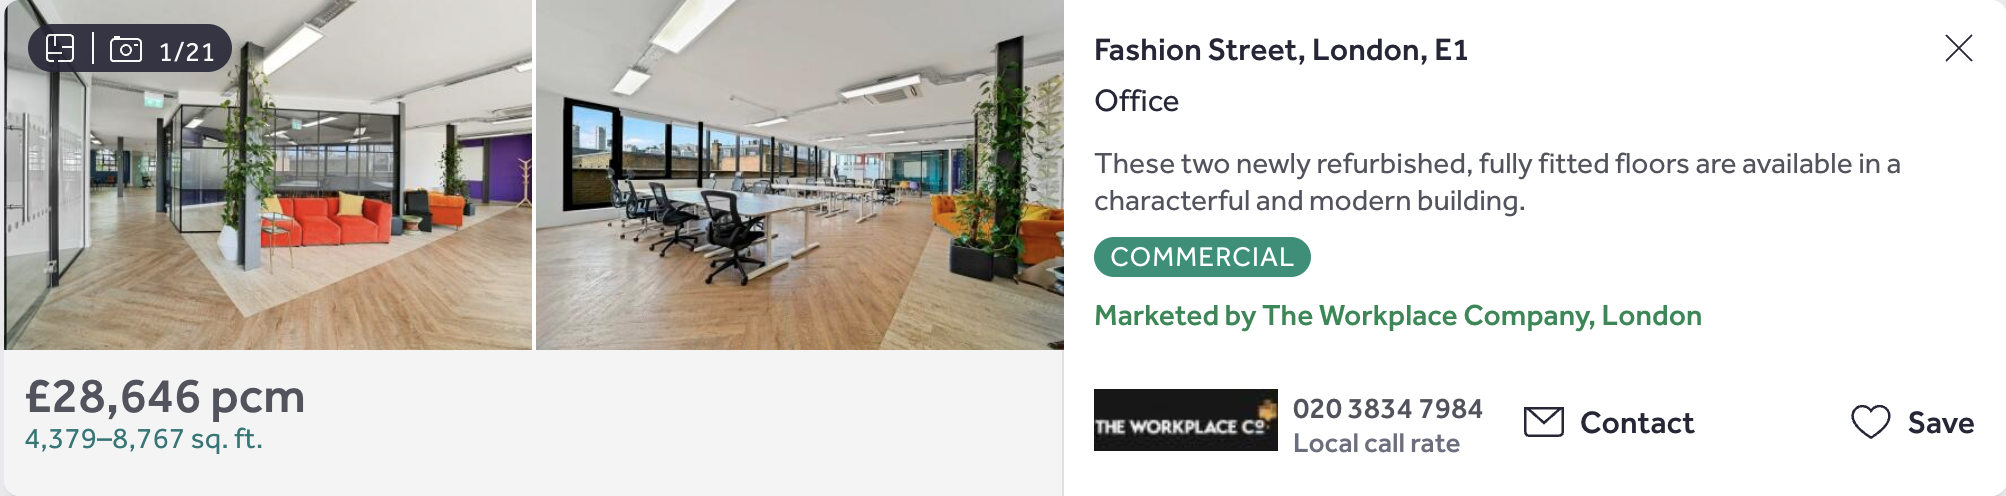 1/21
Fashion Street, London, E1
Office
These two newly refurbished, fully fitted floors are available in a
characterful and modern building.
COMMERCIAL
Marketed by The Workplace Company, London
£28,646 pcm
4,379–8,767 sq. ft.
THE WORKPLACE CO
020 3834 7984
Local call rate
Contact
Save